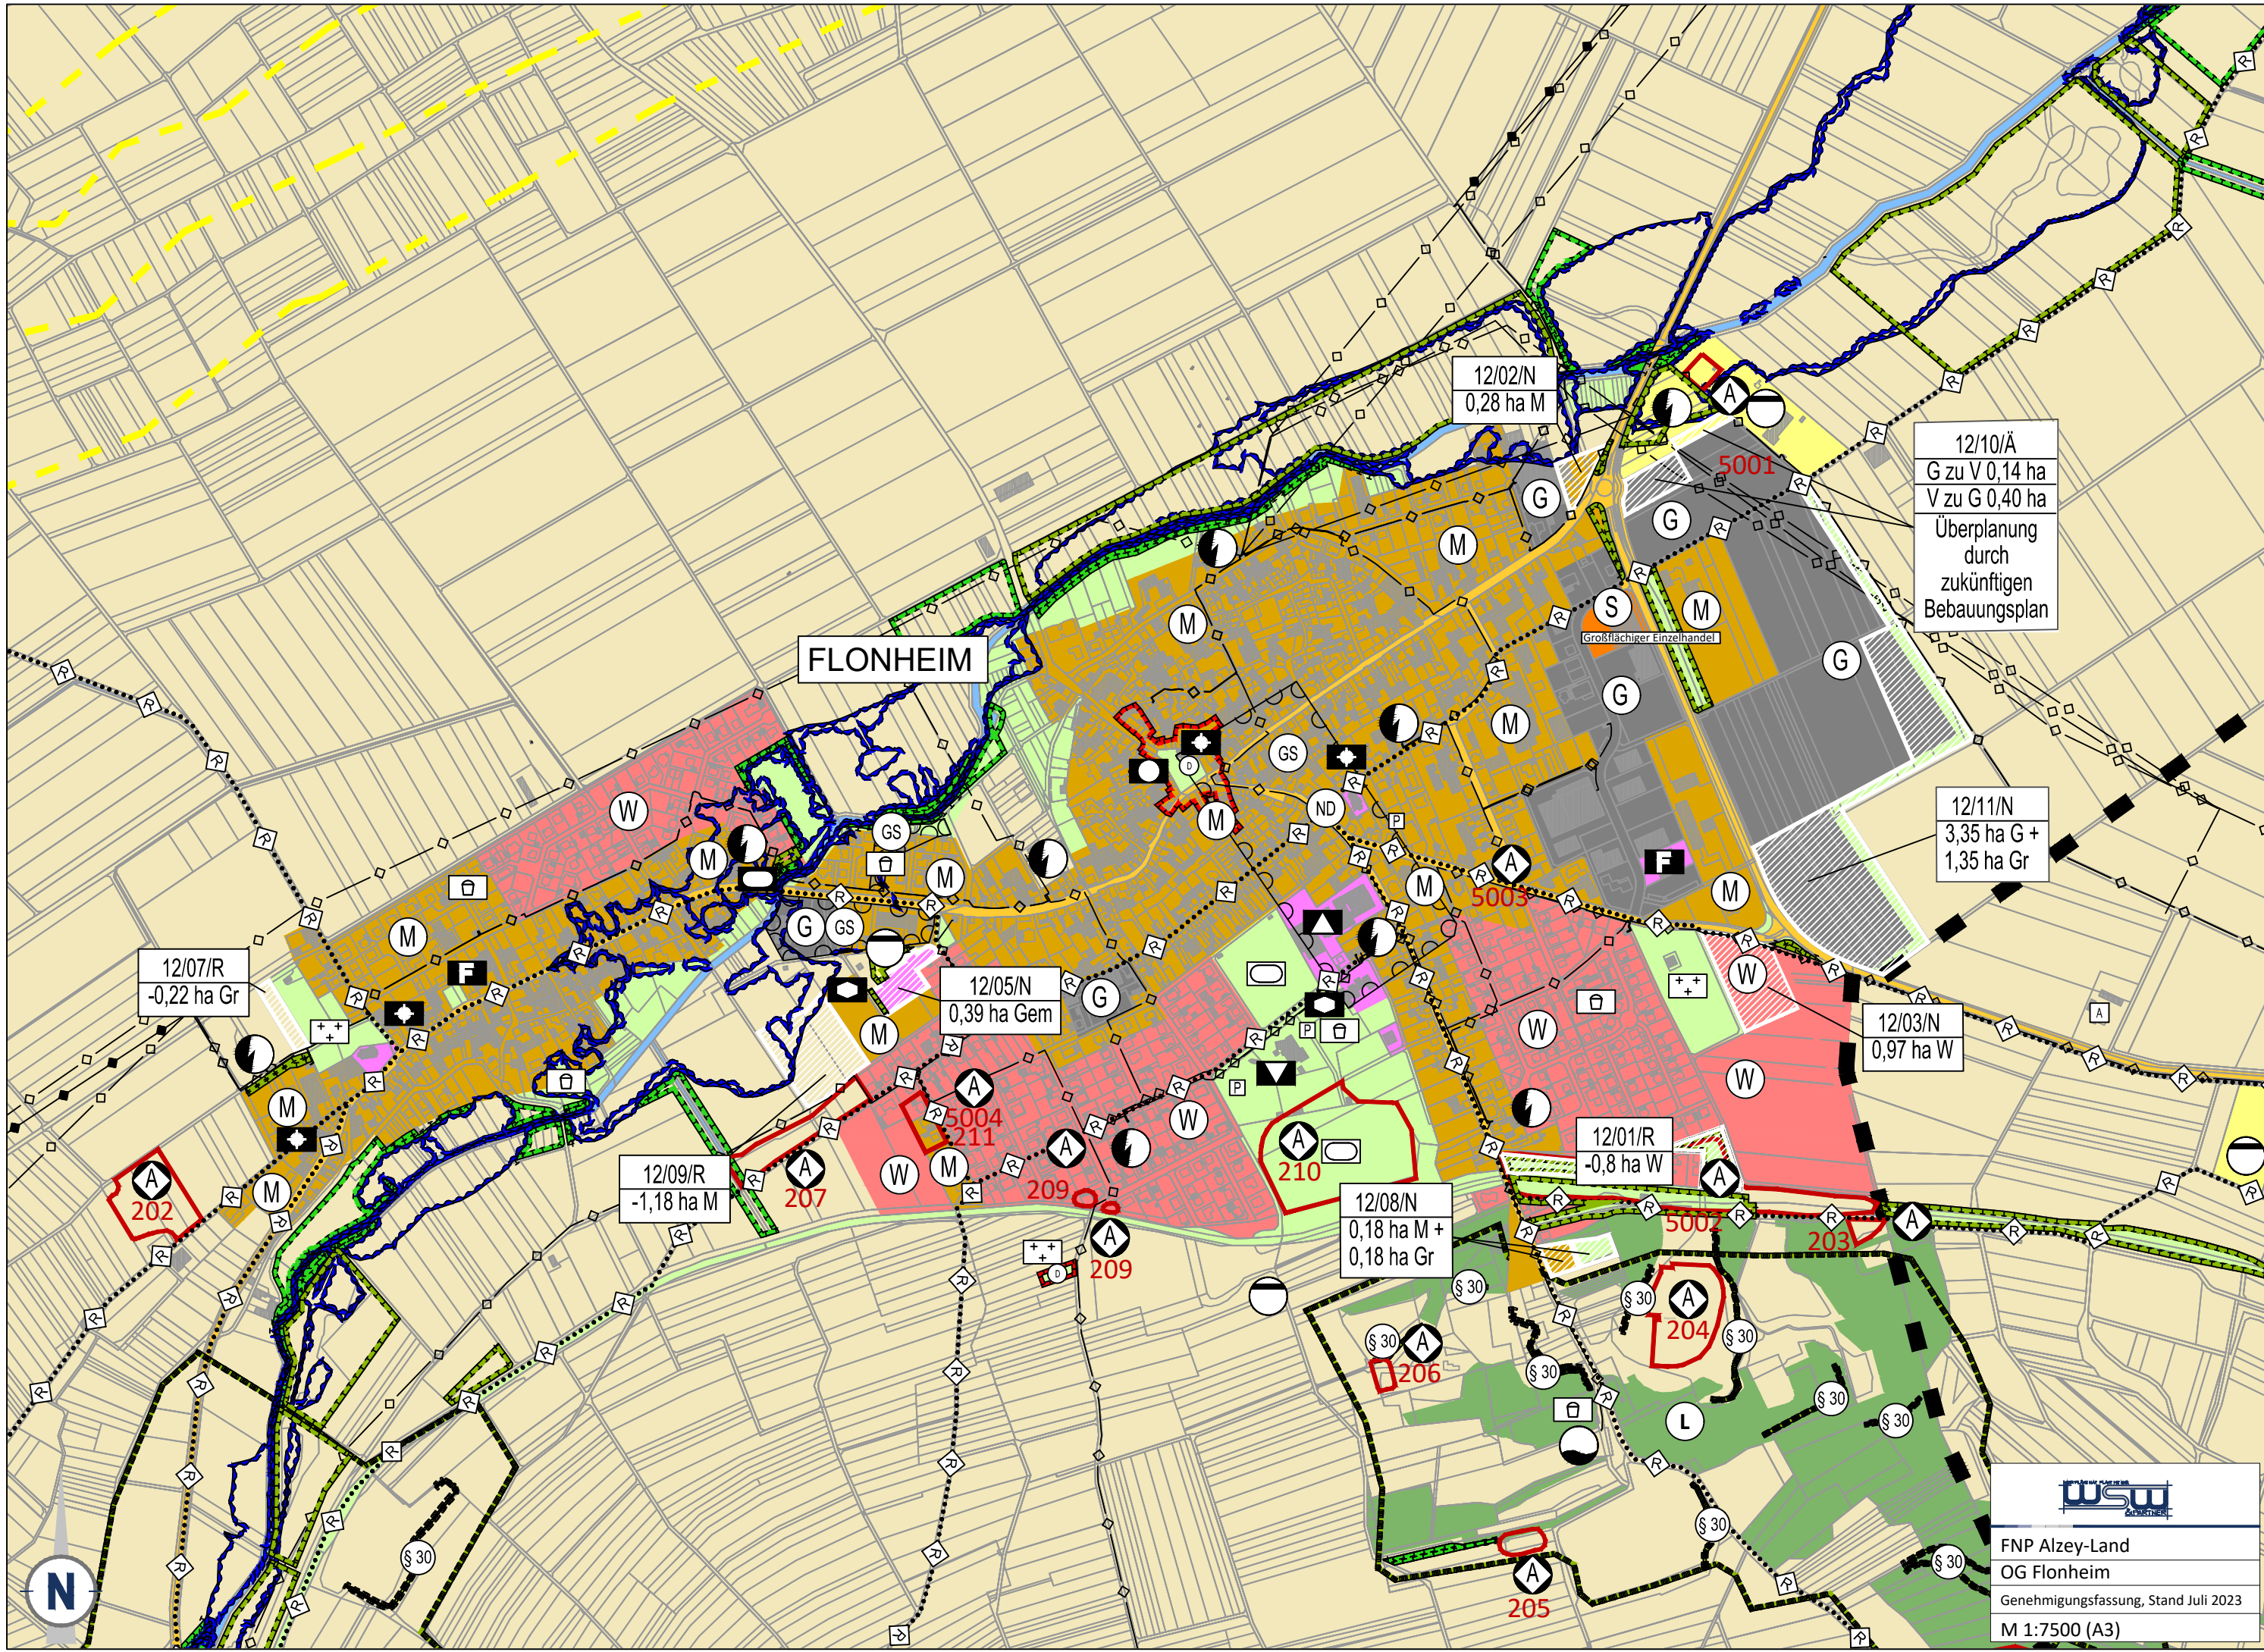 12/02/N
0,28 ha M
12/10/Ä
G zu V 0,14 ha
V zu G 0,40 ha
Überplanung
durch
zukünftigen
Bebauungsplan
5001
G
G
M
M
S
Großflächiger Einzelhandel
M
G
G
FLONHEIM
M
GS
D
ND
M
P
W
M
GS
M
G
GS
12/11/N
3,35 ha G +
1,35 ha Gr
F
M
A
5003
M
M
F
12/07/R
-0,22 ha Gr
12/05/N
0,39 ha Gem
G
M
W
W
12/03/N
0,97 ha W
A
P
P
W
W
M
A
5004
211
A
W
M
W
A
210
12/01/R
-0,8 ha W
A
5002
A
203
A
202
M
12/09/R
-1,18 ha M
A
207
209
A
209
D
12/08/N
0,18 ha M +
0,18 ha Gr
§ 30
§ 30
A
204
§ 30
§ 30
A
206
§ 30
§ 30
§ 30
L
§ 30
§ 30
§ 30
A
205
N
WSW
& PARTNER
FNP Alzey-Land
OG Flonheim
Genehmigungsfassung, Stand Juli 2023
M 1:7500 (A3)